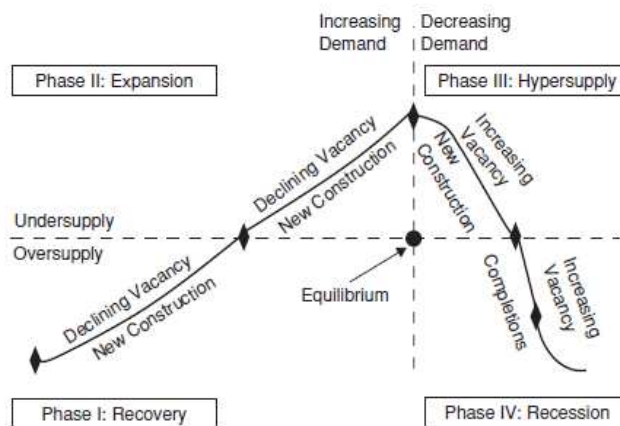 Increasing
Demand
Decreasing
Demand
Phase II: Expansion
Phase III: Hypersupply
Declining Vacancy
New Construction
Increasing
Vacancy
New
Construction
Undersupply
Oversupply
Declining Vacancy
New Construction
Equilibrium
Completions
Increasing
Vacancy
Phase I: Recovery
Phase IV: Recession